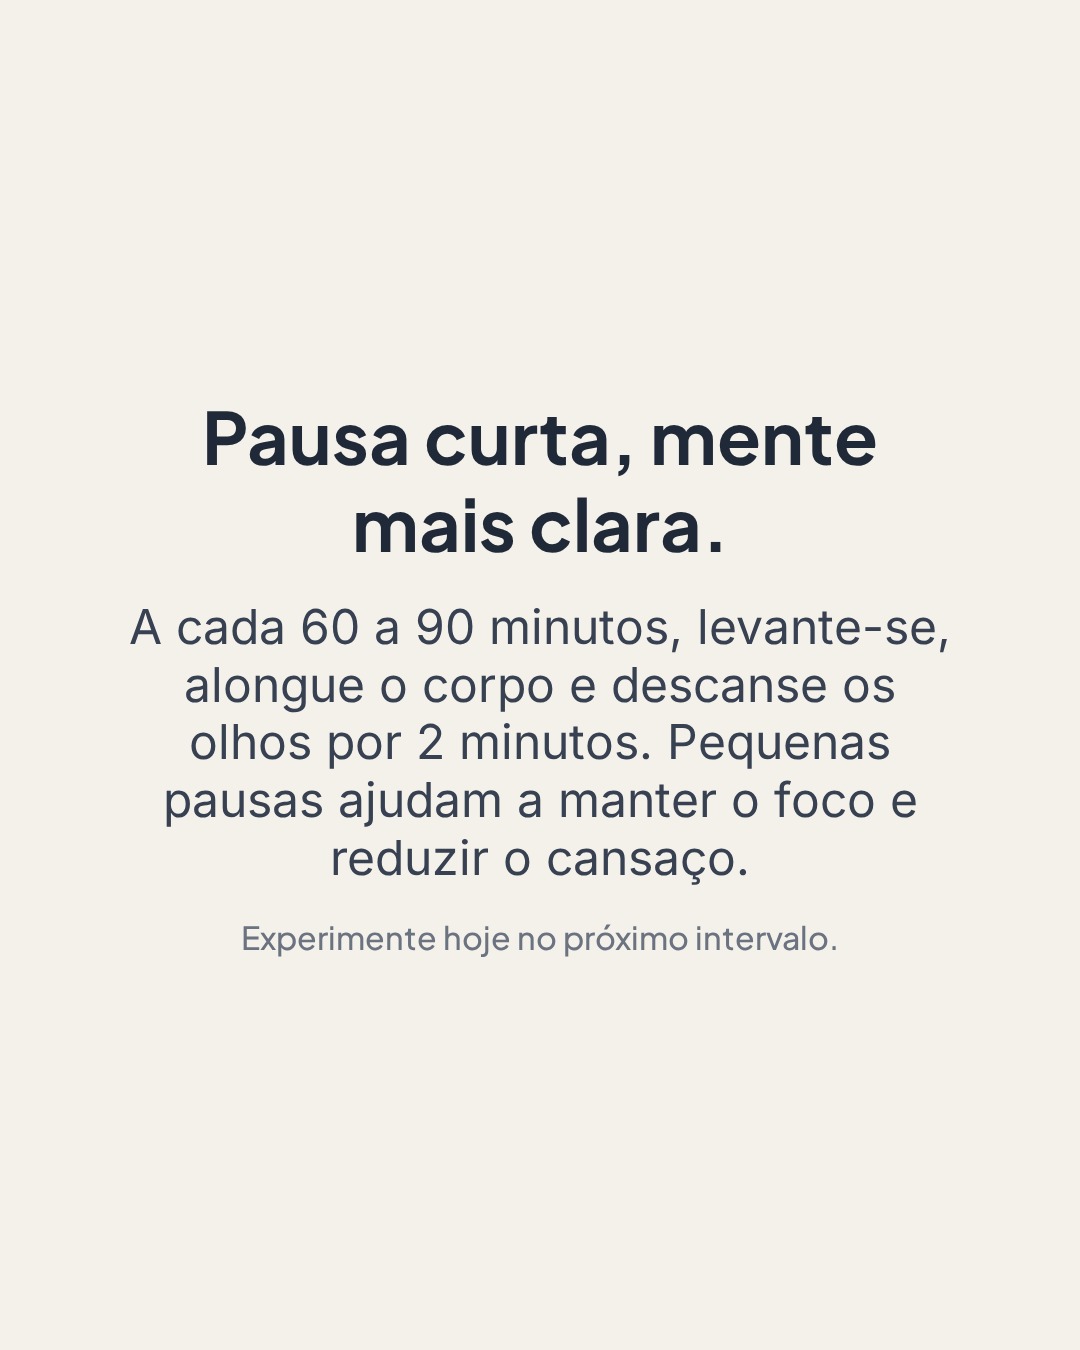 Pausa curta, mente
mais clara.
A cada 60 a 90 minutos, levante-se,
alongue o corpo e descanse os
olhos por 2 minutos. Pequenas
pausas ajudam a manter o foco e
reduzir o cansaço.
Experimente hoje no próximo intervalo.